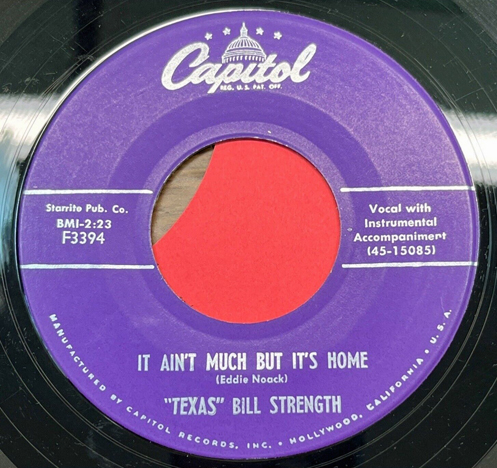 Capitol
REG. U.S. PAT. OFF.
Starrite Pub. Co.
BMI-2:23
F3394
Vocal with
Instrumental
Accompaniment
(45-15085)
IT AIN'T MUCH BUT IT'S HOME
(Eddie Noack)
"TEXAS" BILL STRENGTH
MANUFACTURED BY CAPITOL RECORDS, INC. • HOLLYWOOD, CALIFORNIA • U.S.A.